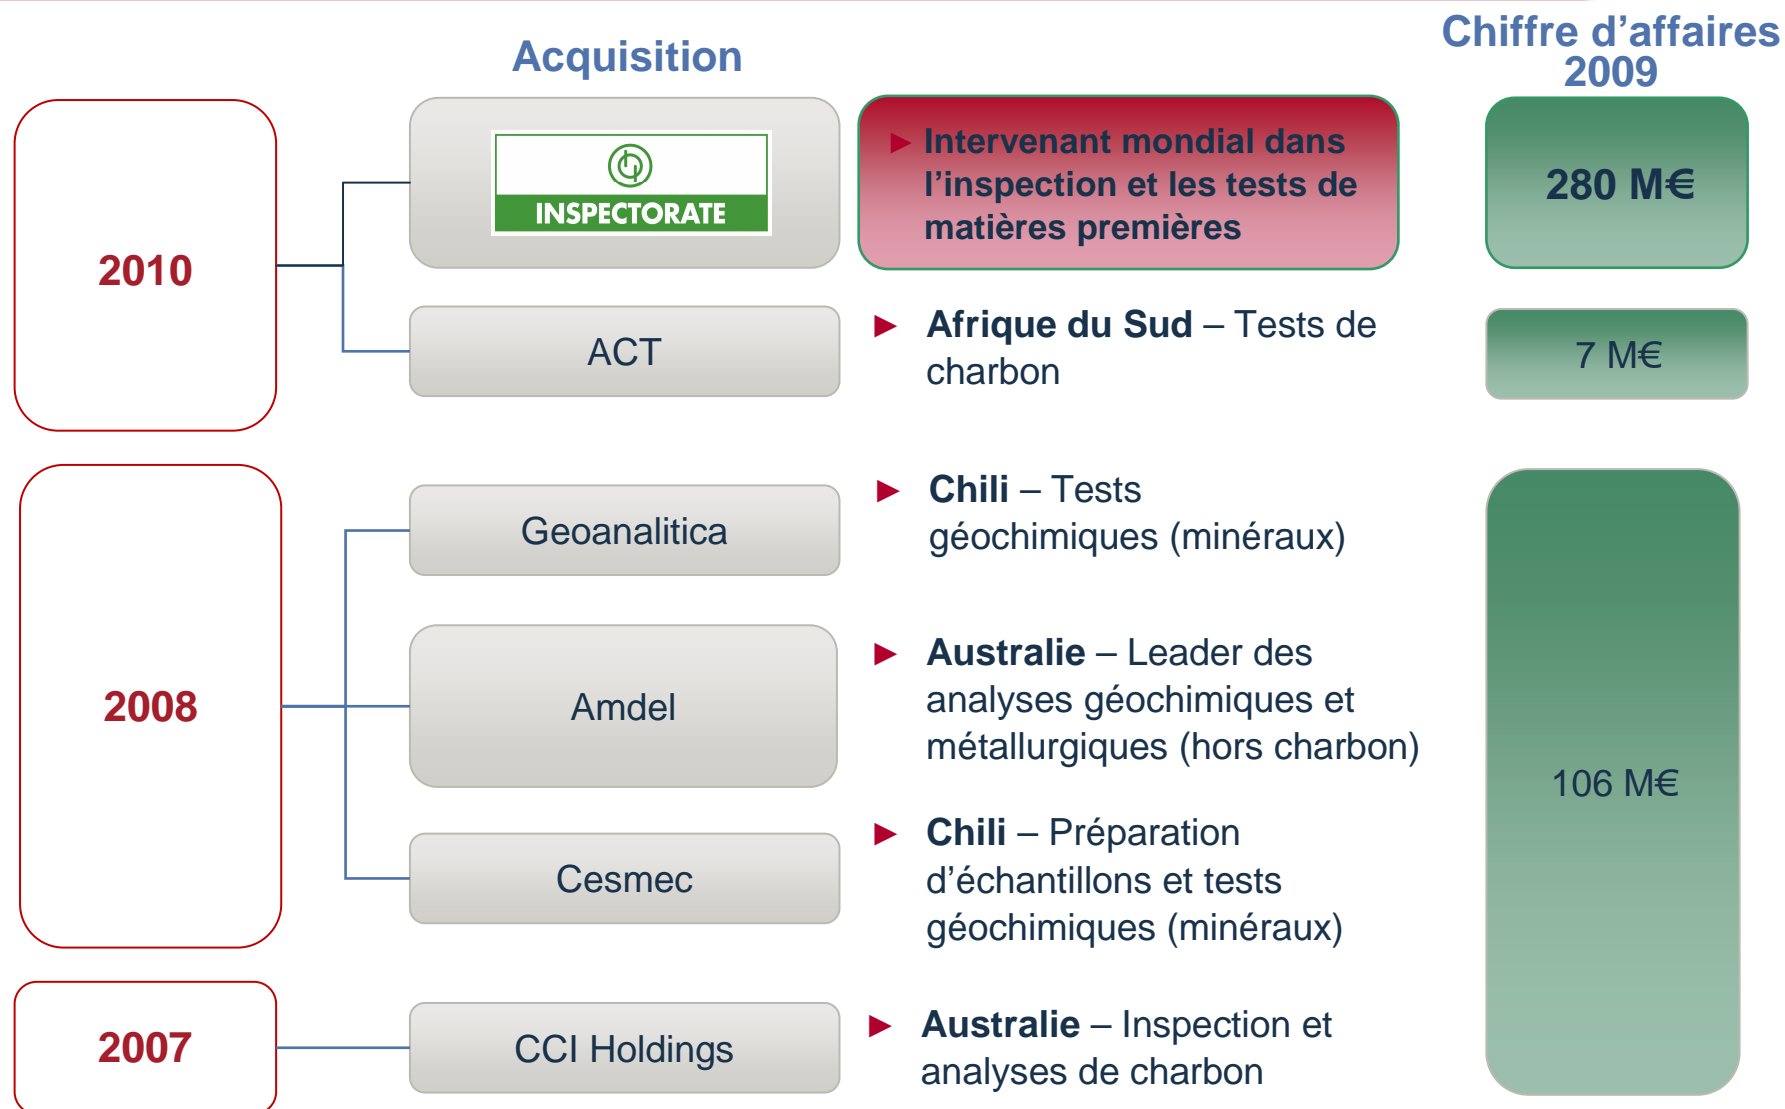 Acquisition
Chiffre d’affaires
2009
2010
INSPECTORATE
► Intervenant mondial dans
l’inspection et les tests de
matières premières
280 M€
ACT
► Afrique du Sud – Tests de
charbon
7 M€
2008
Geoanalitica
► Chili – Tests
géochimiques (minéraux)
Amdel
► Australie – Leader des
analyses géochimiques et
métallurgiques (hors charbon)
Cesmec
► Chili – Préparation
d’échantillons et tests
géochimiques (minéraux)
106 M€
2007
CCI Holdings
► Australie – Inspection et
analyses de charbon